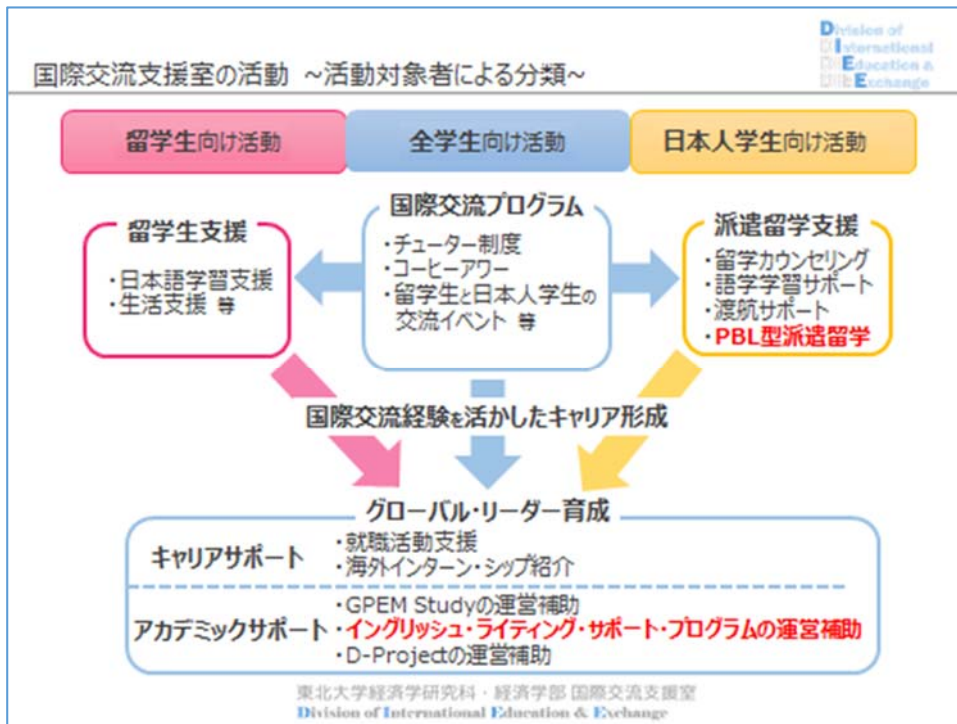 Division of
International
Education &
Exchange
国際交流支援室の活動 ~活動対象者による分類~
留学生向け活動
全学生向け活動
日本人学生向け活動
留学生支援
・日本語学習支援
・生活支援 等
国際交流プログラム
・チューター制度
・コーヒーアワー
・留学生と日本人学生の
交流イベント 等
派遣留学支援
・留学カウンセリング
・語学学習サポート
・渡航サポート
・PBL型派遣留学
国際交流経験を活かしたキャリア形成
グローバル・リーダー育成
キャリアサポート
・就職活動支援
・海外インターン・シップ紹介
アカデミックサポート
・GPEM Studyの運営補助
・イングリッシュ・ライティング・サポート・プログラムの運営補助
・D-Projectの運営補助
東北大学経済学研究科・経済学部 国際交流支援室
Division of International Education & Exchange